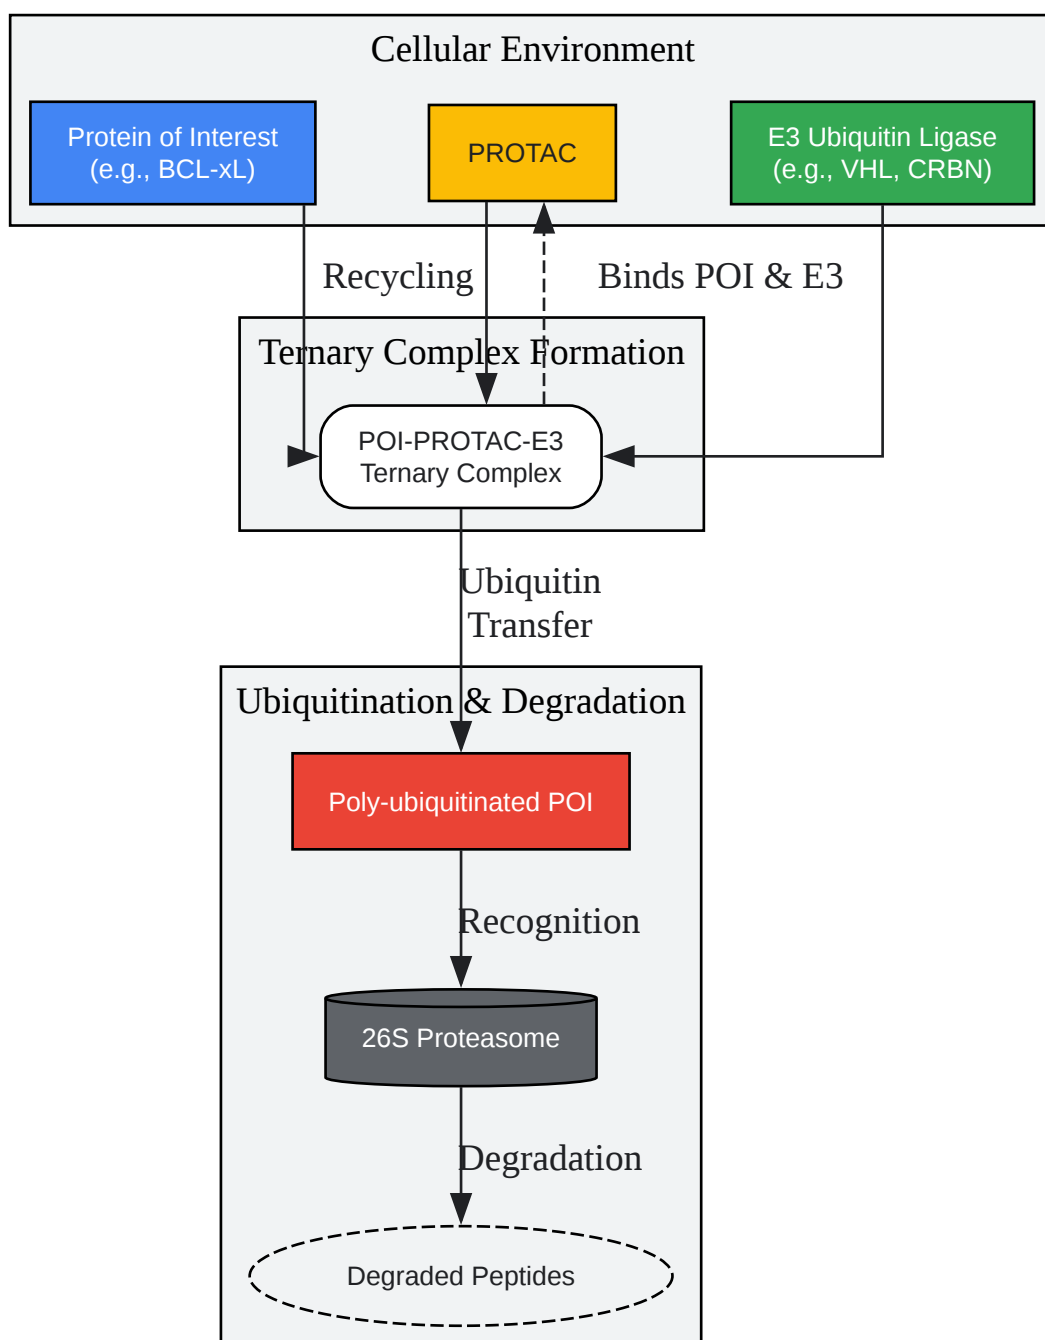 Cellular Environment
Protein of Interest
(e.g., BCL-xL)
PROTAC
E3 Ubiquitin Ligase
(e.g., VHL, CRBN)
Recycling
Binds POI & E3
Ternary Complex Formation
POI-PROTAC-E3
Ternary Complex
Ubiquitin
Transfer
Ubiquitination & Degradation
Poly-ubiquitinated POI
Recognition
26S Proteasome
Degradation
Degraded Peptides